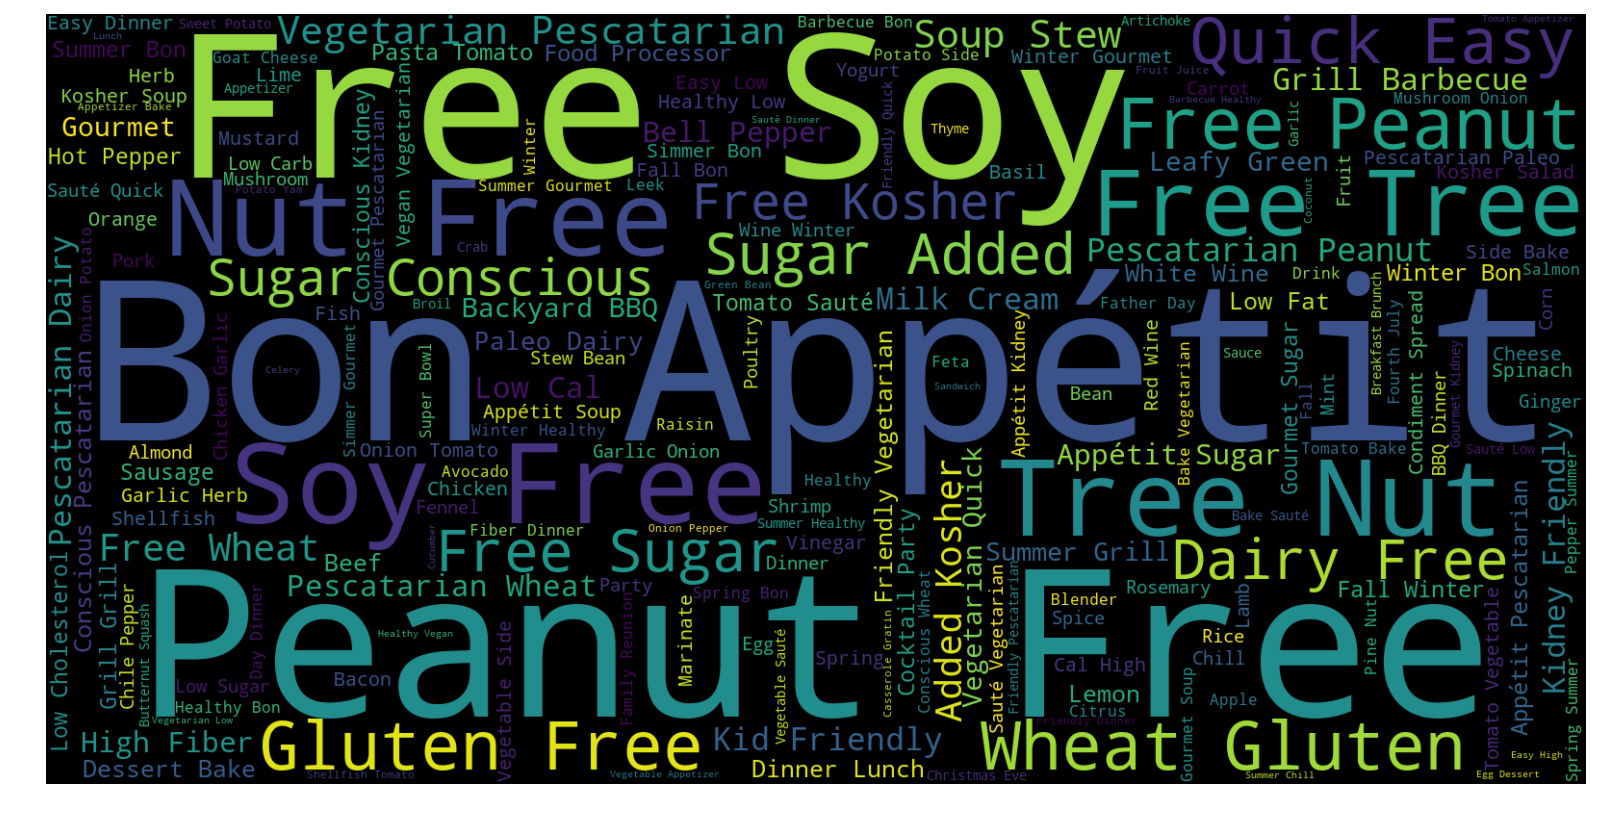 Easy Dinner
Sweet Potato
Vegetarian Pescatarian
Barbecue Bon
Soup Stew
Artichoke
Quick Easy
Tomato Appetizer
Lunch
Summer Bon
Goat Cheese
Pasta Tomato
Food Processor
Free Soy
Potato Side
Winter Gourmet
Herb
Lime
Yogurt
Fruit Juice
Grill Barbecue
Kosher Soup
Appetizer
Easy Low
Carrot
Appetizer Bake
Healthy Low
Barbecue Healthy
Mushroom Onion
Gourmet
Mustard
Winter
Sauté Dinner
Bell Pepper
Thyme
Friendly Quick
Free Peanut
Garlic
Hot Pepper
Low Carb
Simmer Bon
Leafy Green
Pescatarian Paleo
Mushroom
Fall Bon
Basil
Kosher Salad
Sauté Quick
Potato Yam
Conscious Kidney
Gourmet Pescatarian
Vegan Vegetarian
Summer Gourmet
Leek
Nut Free
Free Kosher
Free Tree
Coconut
Fruit
Orange
Wine Winter
Crab
Pork
Sugar Added
Pescatarian Peanut
Side Bake
Sugar Conscious
White Wine
Drink
Winter Bon
Salmon
Green Bean
Pescatarian Dairy
Onion Potato
Conscious Pescatarian
Broil
Backyard BBQ
Tomato Sauté
Milk Cream
Father Day
Low Fat
Breakfast Brunch
Fourth July
Corn
Fish
Bon Appétit
Chicken Garlic
Simmer Gourmet
Super Bowl
Paleo Dairy
Stew Bean
Poultry
Feta
Appétit Kidney
Sauce
Cheese
Spinach
Celery
Low Cal
Sandwich
Bean
Red Wine
Bake Vegetarian
Gourmet Sugar
Fall
Mint
Condiment Spread
BBQ Dinner
Gourmet Kidney
Ginger
Appétit Soup
Raisin
Winter Healthy
Friendly Vegetarian
Almond
Onion Tomato
Garlic Onion
Appétit Sugar
Tomato Bake
Sauté Low
Sausage
Avocado
Soy Free
Tree Nut
Chicken
Healthy
Garlic Herb
Fennel
Shrimp
Shellfish
Summer Healthy
Bake Sauté
Fiber Dinner
Onion Pepper
Vinegar
Free Wheat
Cucumber
Free Sugar
Summer Grill
Dairy Free
Kidney Friendly
Pepper Summer
Beef
Dinner
Low Cholesterol
Grill Grill
Chile Pepper
Butternut Squash
Day Dinner
Pescatarian Wheat
Party
Spring Bon
Cocktail Party
Conscious Wheat
Added Kosher
Vegetarian Quick
Sauté Vegetarian
Friendly Pescatarian
Blender
Rosemary
Fall Winter
Peanut Free
Spice
Lamb
Healthy Vegan
Egg
Rice
Pine Nut
Marinate
Spring
Cal High
Chill
Bacon
Casserole Gratin
Low Sugar
Lemon
Apple
Healthy Bon
Citrus
Vegetarian Low
Vegetable Side
Family Reunion
Vegetable Sauté
Friendly Dinner
Gourmet Soup
Tomato Vegetable
Appétit Pescatarian
Spring Summer
High Fiber
Gluten Free
Kid Friendly
Wheat Gluten
Easy High
Dessert Bake
Shellfish Tomato
Vegetable Appetizer
Dinner Lunch
Christmas Eve
Summer Chill
Egg Dessert